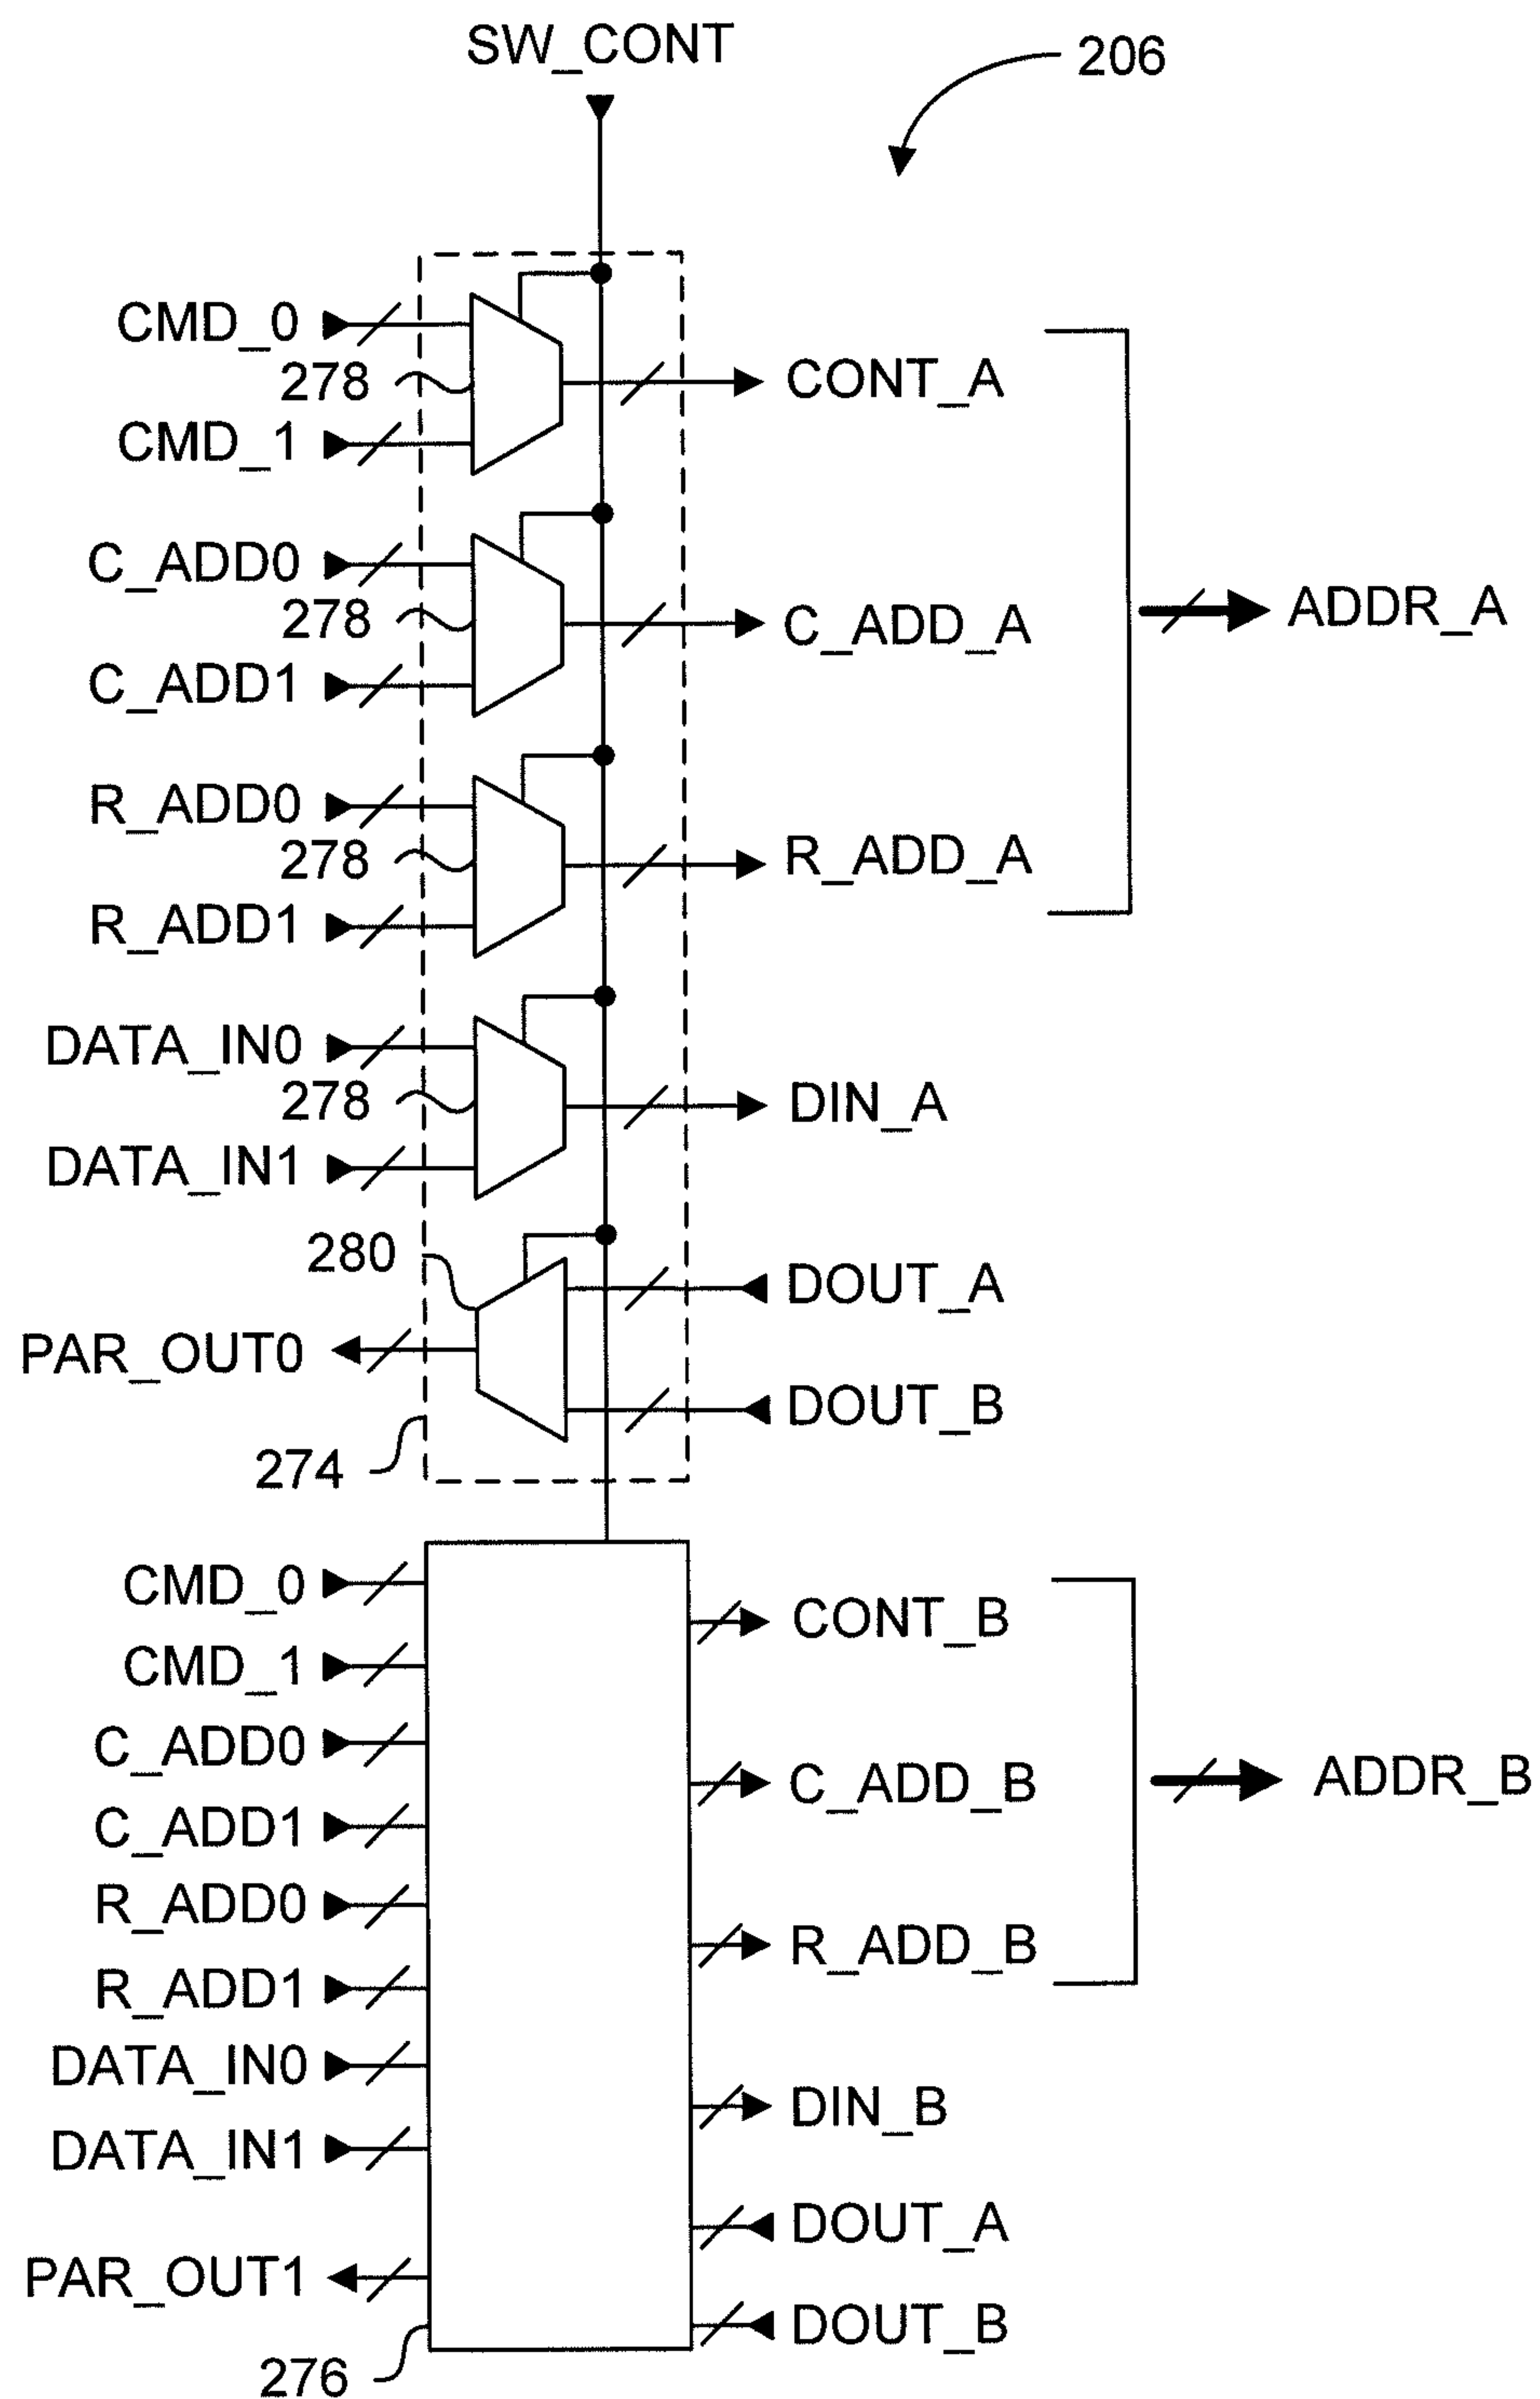 SW_CONT
206
CMD_0
278
CMD_1
CONT_A
C_ADD0
278
C_ADD1
C_ADD_A
ADDR_A
R_ADD0
278
R_ADD1
R_ADD_A
DATA_IN0
278
DATA_IN1
DIN_A
280
DOUT_A
PAR_OUT0
DOUT_B
274
CMD_0
CONT_B
CMD_1
C_ADD0
C_ADD_B
ADDR_B
C_ADD1
R_ADD0
R_ADD_B
R_ADD1
DATA_IN0
DIN_B
DATA_IN1
DOUT_A
PAR_OUT1
DOUT_B
276